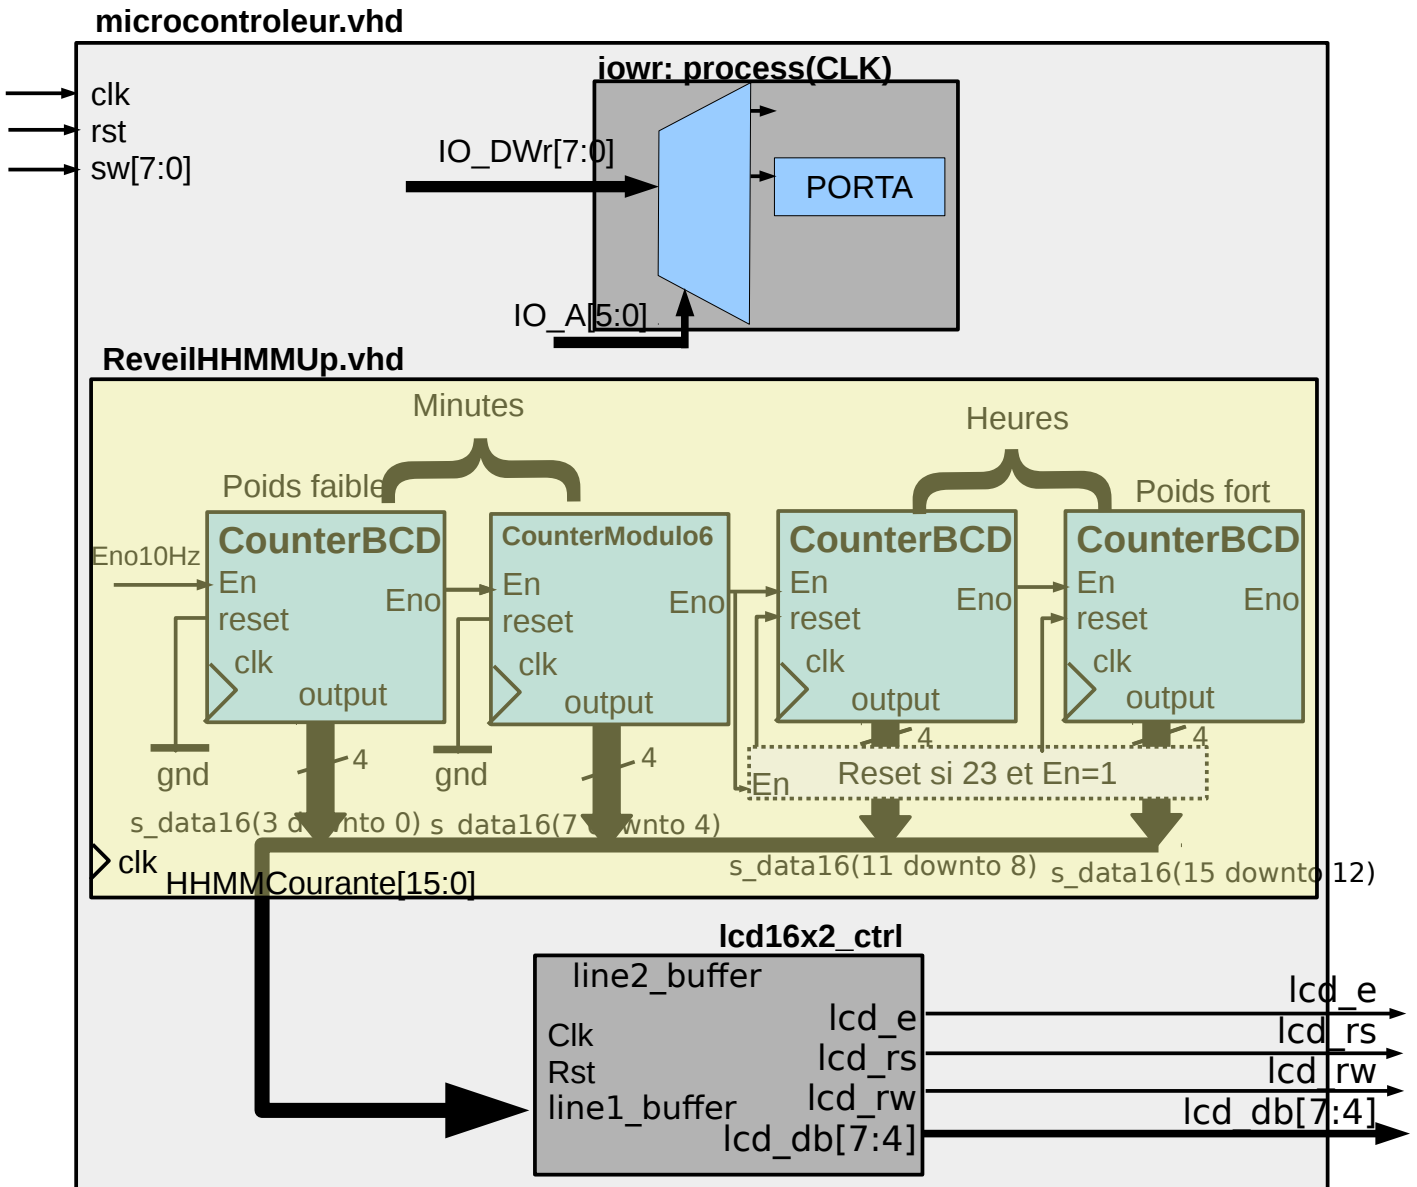 microcontroleur.vhd
iowr: process(CLK)
clk
rst
sw[7:0]
IO_DWr[7:0]
PORTA
IO_A[5:0]
ReveilHHMMUp.vhd
Minutes
Heures
Poids faible
Poids fort
CounterBCD
CounterModulo6
CounterBCD
CounterBCD
Eno10Hz
En
Eno
reset
clk
output
En
Eno
reset
clk
output
En
Eno
reset
clk
output
En
Eno
reset
clk
output
gnd
4
gnd
4
4
4
En
Reset si 23 et En=1
s_data16(3 downto 0)
s_data16(7 downto 4)
s_data16(11 downto 8)
s_data16(15 downto 12)
clk
HHMMCourante[15:0]
lcd16x2_ctrl
line2_buffer
Clk
Rst
line1_buffer
lcd_e
lcd_rs
lcd_rw
lcd_db[7:4]
lcd_e
lcd_rs
lcd_rw
lcd_db[7:4]